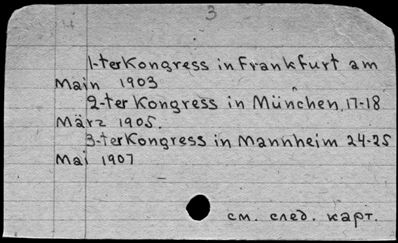 3
1-ter Kongress in Frankfurt am
Main 1903
2-ter Kongress in München, 17-18
März 1905.
3-ter Kongress in Mannheim 24-25
Mai 1907
см. след. карт.